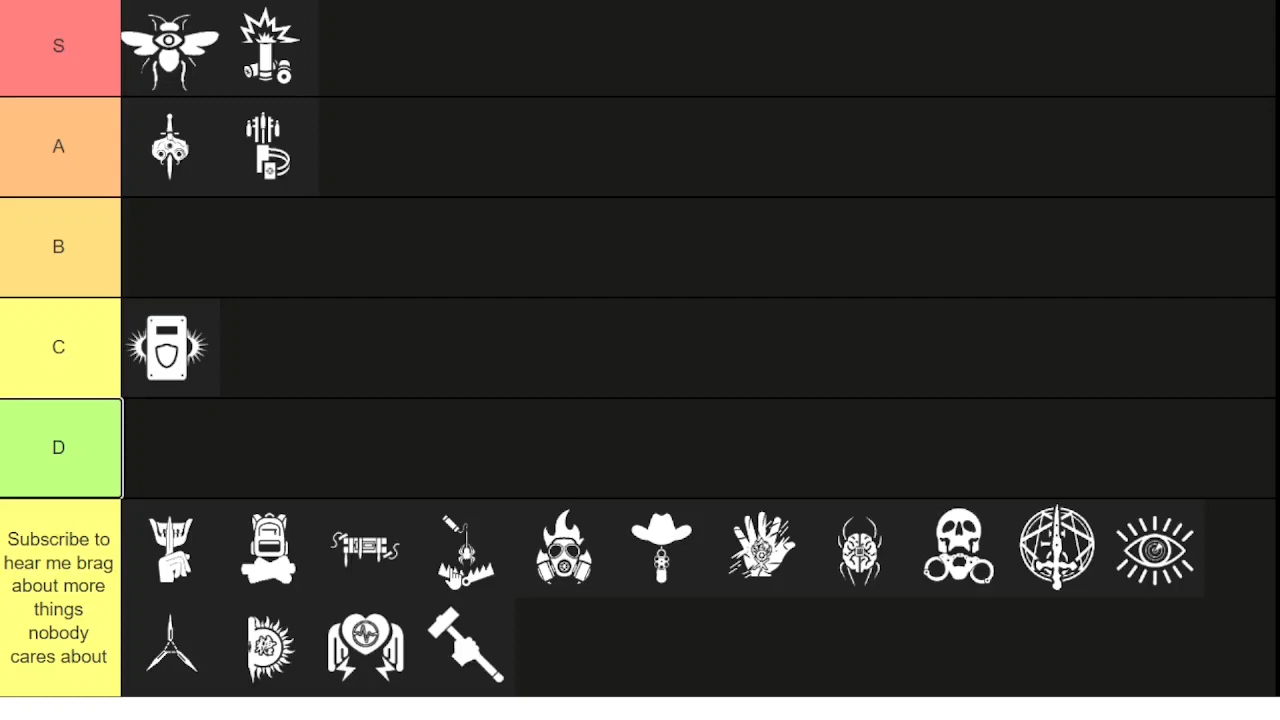 S
A
B
C
D
Subscribe to
hear me brag
about more
things
nobody
cares about